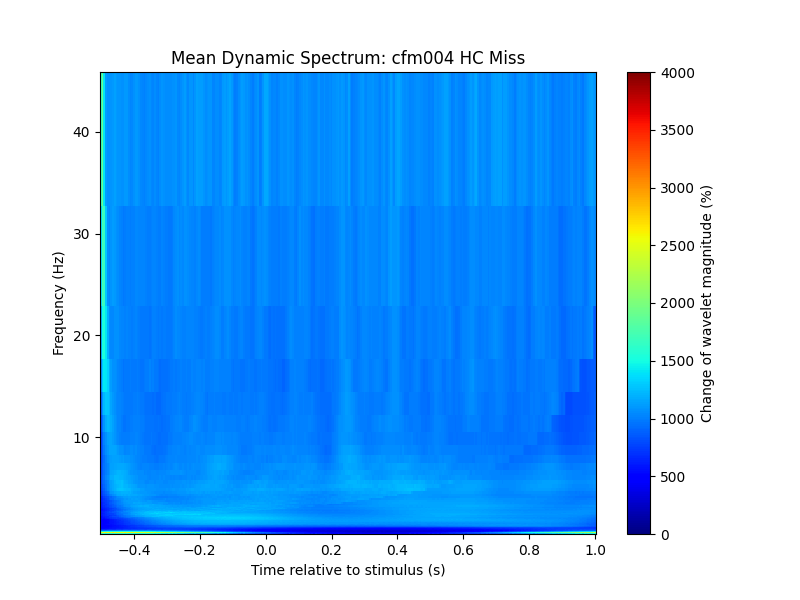 Mean Dynamic Spectrum: cfm004 HC Miss
Frequency (Hz)
40
30
20
10
−0.4 −0.2 0.0 0.2 0.4 0.6 0.8 1.0
Time relative to stimulus (s)
4000
3500
3000
2500
2000
1500
1000
500
0
Change of wavelet magnitude (%)